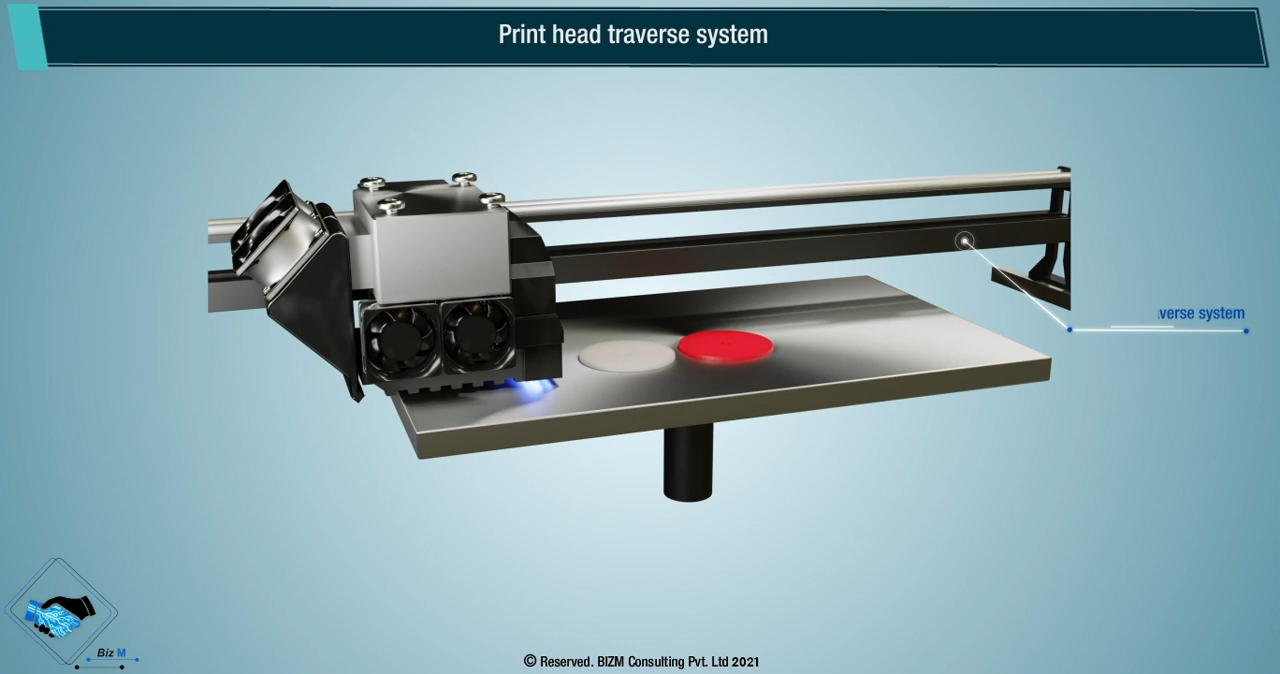 Print head traverse system
verse system
Biz M
© Reserved. BIZM Consulting Pvt. Ltd 2021